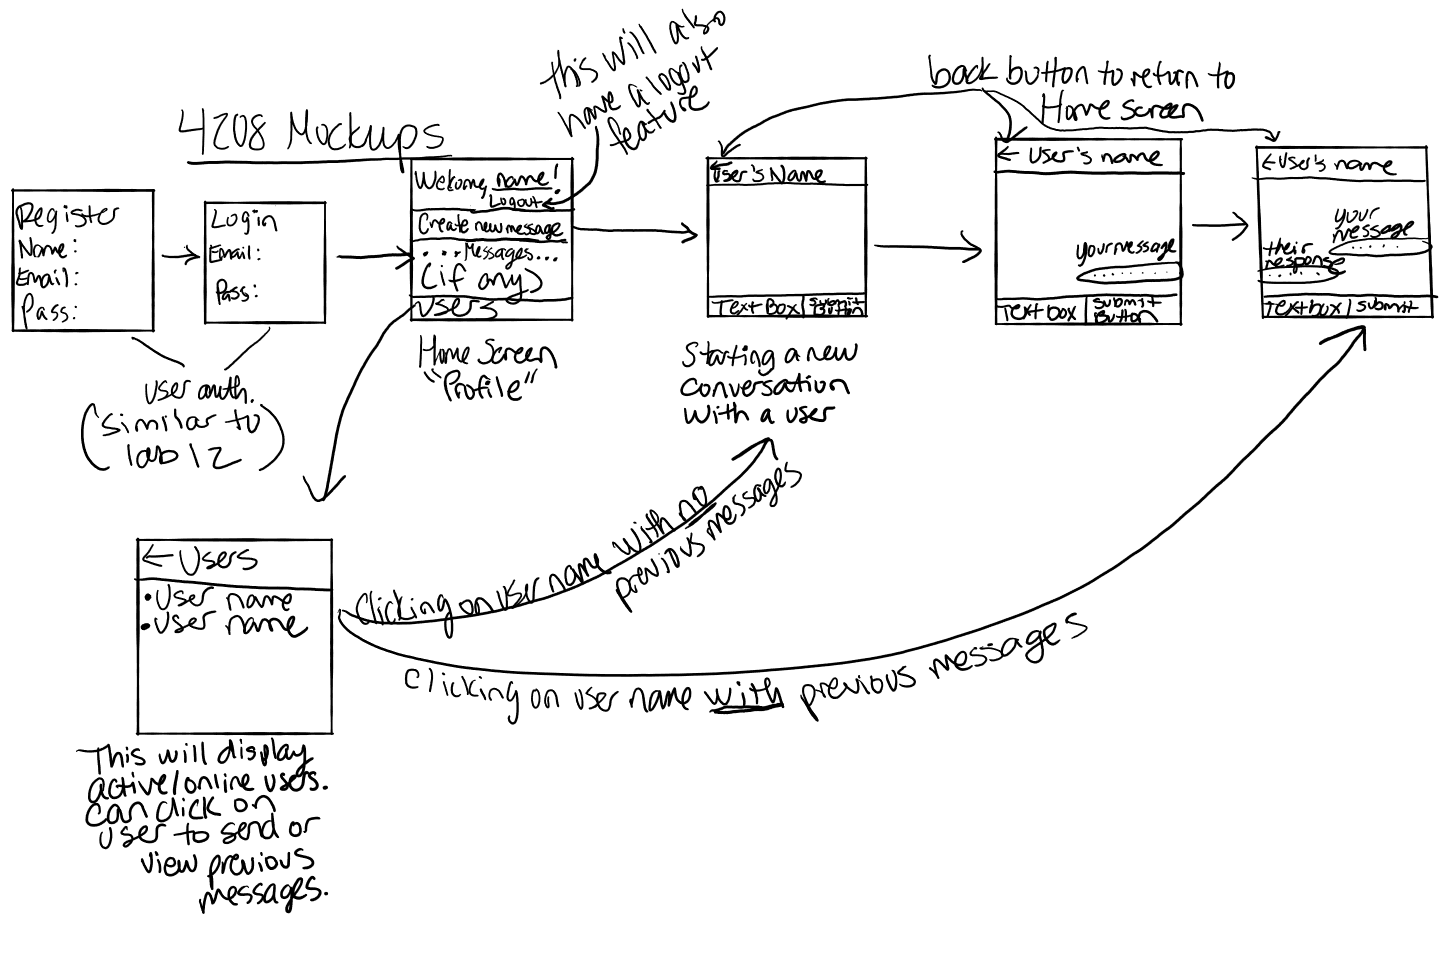 4208 Mockups
this will also
have a logout
feature
back button to return to
Home screen
Register
Name:
Email:
Pass:
Login
Email:
Pass:
user auth.
(similar to
lab 12)
Welcome, name!
Logout
Create new message
...Messages...
(if any)
Users
Home Screen
"Profile"
←
User's Name
Text Box
Submit
Button
Starting a new
conversation
with a user
← User's name
your message
.....
Text box
Submit
Button
← User's name
your
message
.....
their
response
.....
Textbox
submit
← Users
• User name
• User name
This will display
active/online users.
can click on
user to send or
view previous
messages.
Clicking on user name with no
previous messages
Clicking on user name with previous messages